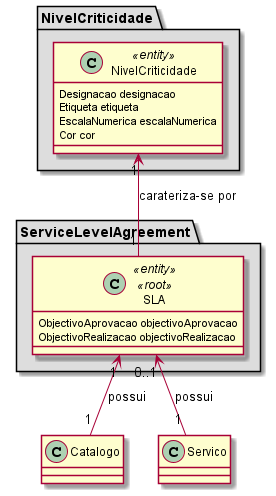 NivelCriticidade
C
«entity»
NivelCriticidade
Designacao designacao
Etiqueta etiqueta
EscalaNumerica escalaNumerica
Cor cor
1
carateriza-se por
1
ServiceLevelAgreement
C
«entity»
«root»
SLA
ObjectivoAprovacao objectivoAprovacao
ObjectivoRealizacao objectivoRealizacao
1 0..1
possui possui
1 1
C Catalogo C Servico